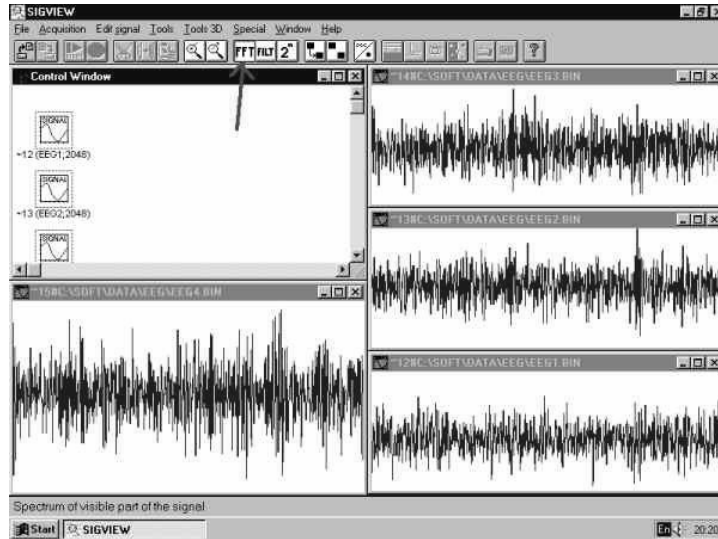 SIGVIEW
File Acquisition Edit signal Tools Tools 3D Special Window Help
FFT FILT 2ⁿ
Control Window
SIGNAL
~12 (EEG1;2048)
SIGNAL
~13 (EEG2;2048)
SIGNAL
~14#C:\SOFT\DATA\EEG\EEG3.BIN
~13#C:\SOFT\DATA\EEG\EEG2.BIN
~15#C:\SOFT\DATA\EEG\EEG4.BIN
~12#C:\SOFT\DATA\EEG\EEG1.BIN
Spectrum of visible part of the signal
Start SIGVIEW En 20:20